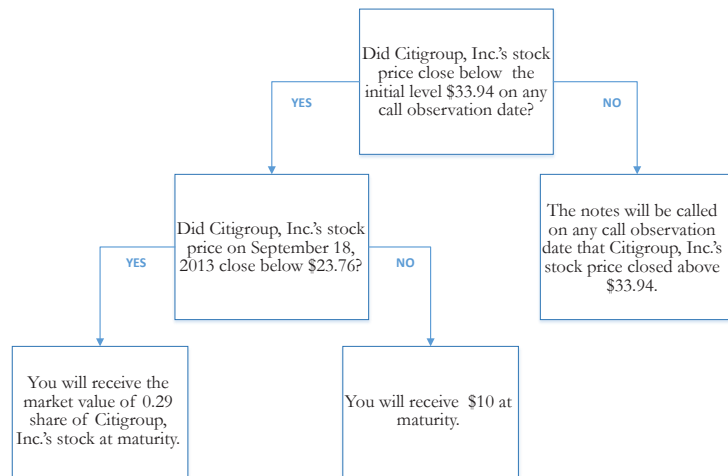 Did Citigroup, Inc.'s stock
price close below the
initial level $33.94 on any
call observation date?
YES
NO
Did Citigroup, Inc.'s stock
price on September 18,
2013 close below $23.76?
The notes will be called
on any call observation
date that Citigroup, Inc.'s
stock price closed above
$33.94.
YES
NO
You will receive the
market value of 0.29
share of Citigroup,
Inc.'s stock at maturity.
You will receive $10 at
maturity.